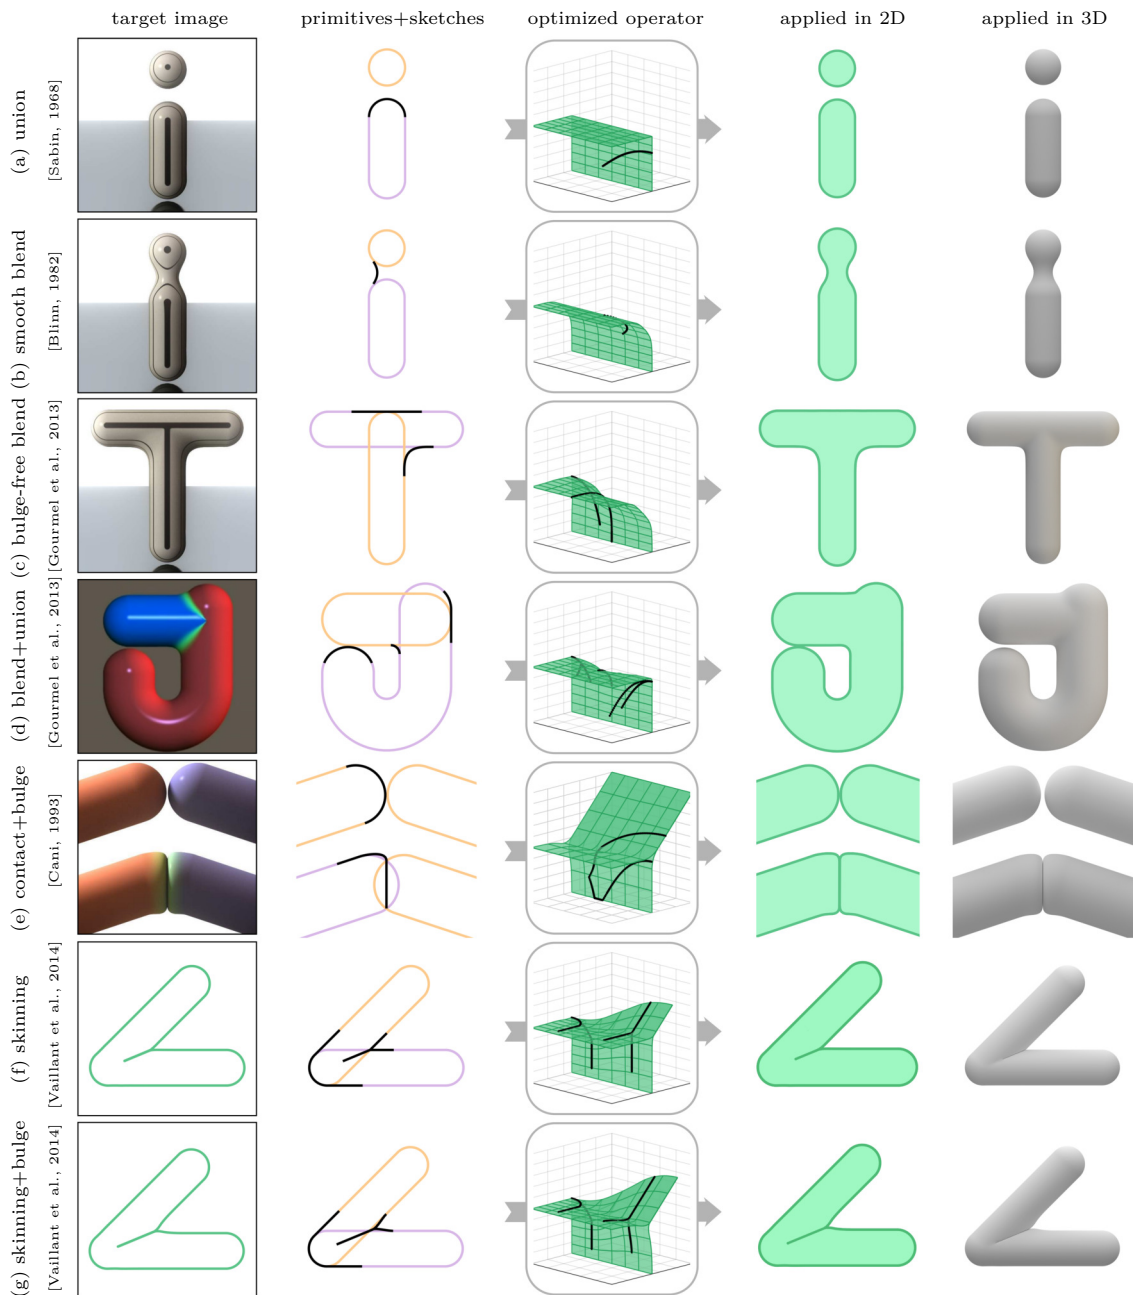 target image
primitives+sketches
optimized operator
applied in 2D
applied in 3D
(a) union
[Sabin, 1968]
(b) smooth blend
[Blinn, 1982]
(c) bulge-free blend
[Gourmel et al., 2013]
(d) blend+union
[Gourmel et al., 2013]
(e) contact+bulge
[Cani, 1993]
(f) skinning
[Vaillant et al., 2014]
(g) skinning+bulge
[Vaillant et al., 2014]